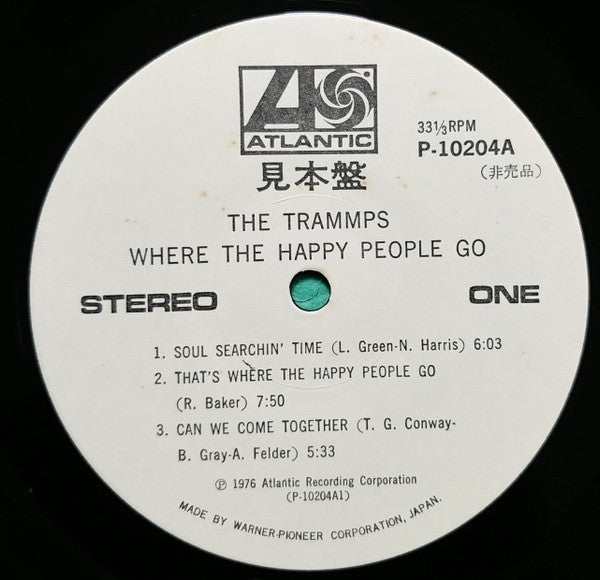 ATLANTIC
33⅓RPM
P-10204A
(非売品)
見本盤
THE TRAMMPS
WHERE THE HAPPY PEOPLE GO
STEREO
ONE
1. SOUL SEARCHIN' TIME (L. Green-N. Harris) 6:03
2. THAT'S WHERE THE HAPPY PEOPLE GO
(R. Baker) 7:50
3. CAN WE COME TOGETHER (T. G. Conway-
B. Gray-A. Felder) 5:33
℗ 1976 Atlantic Recording Corporation
(P-10204A1)
MADE BY WARNER-PIONEER CORPORATION, JAPAN.